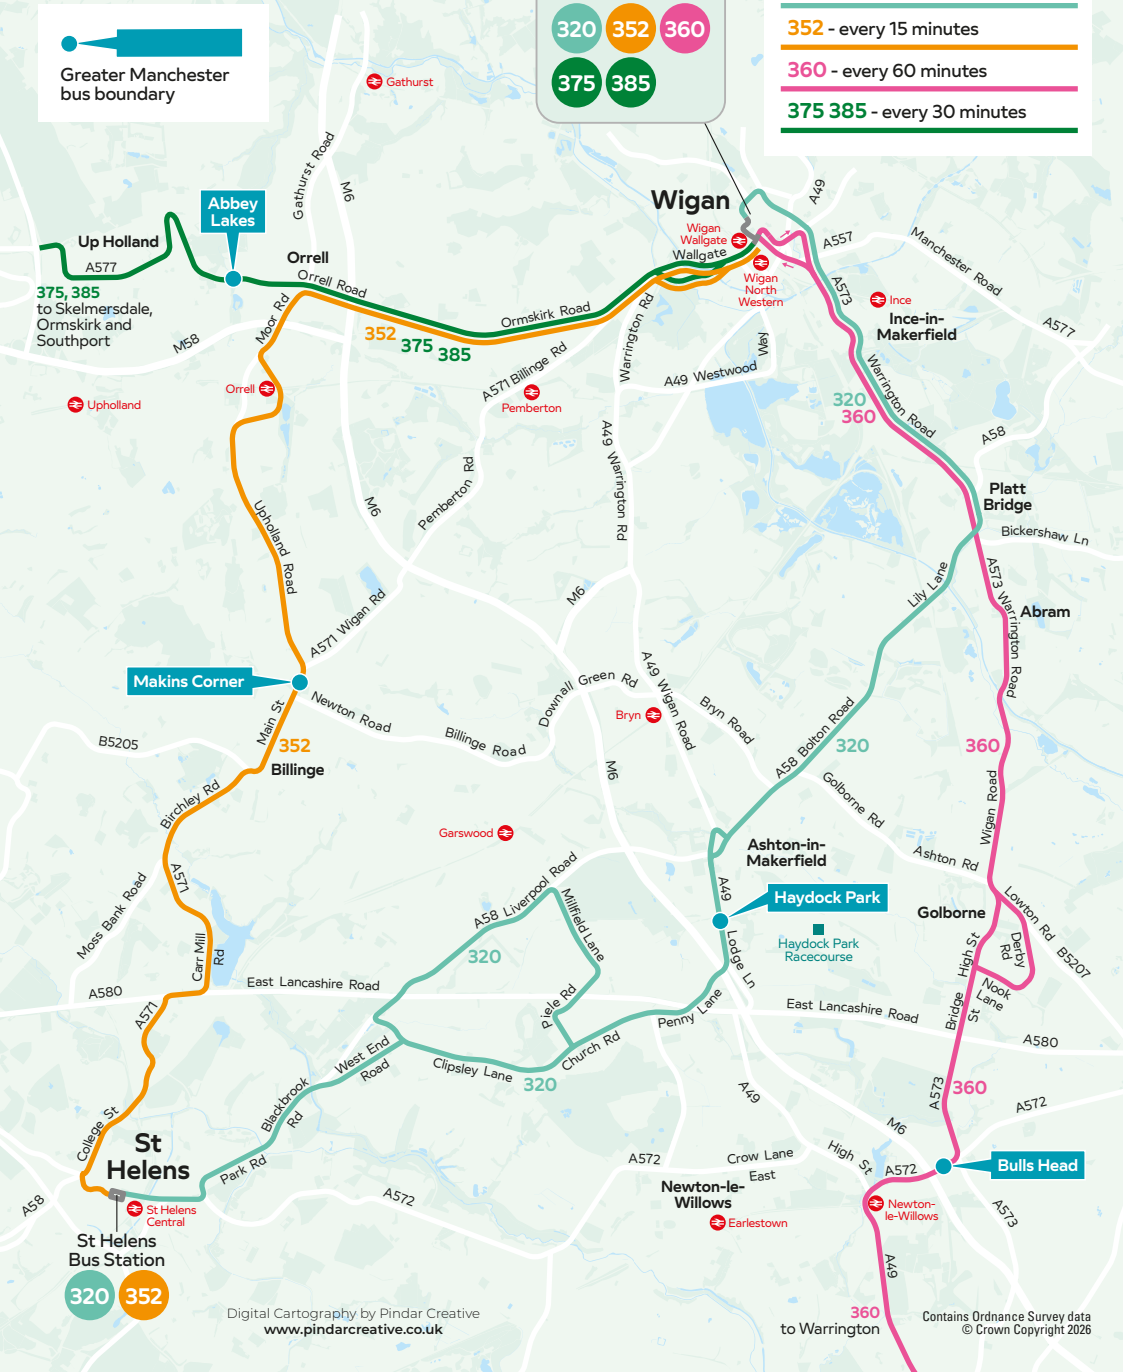 Greater Manchester
bus boundary
320 352 360
375 385
352 - every 15 minutes
360 - every 60 minutes
375 385 - every 30 minutes
Gathurst
Gathurst Road
M6
Abbey
Lakes
Up Holland
A577
375, 385
to Skelmersdale,
Ormskirk and
Southport
M58
Orrell
Orrell Road
Moor Rd
Orrell
Upholland
352
375
385
Ormskirk Road
Wigan
Wigan
Wallgate
Wallgate
Wigan
North
Western
A49
A557
Manchester Road
A573
Ince
Ince-in-
Makerfield
A577
Warrington Rd
A571 Billinge Rd
Pemberton
A49 Westwood
Way
Warrington Road
320
360
A58
Platt
Bridge
Bickershaw Ln
A49 Warrington Rd
Pemberton Rd
M6
Upholland Road
A571 Wigan Rd
M6
Lily Lane
A573 Warrington Road
Abram
Makins Corner
Newton Road
Main St
352
Billinge
B5205
Billinge Road
Downall Green Rd
A49 Wigan Road
Bryn
Bryn Road
M6
A58 Bolton Road
320
360
Golborne Rd
Wigan Road
Birchley Rd
Garswood
Ashton-in-
Makerfield
Ashton Rd
A571
Moss Bank Road
A58 Liverpool Road
Millfield Lane
A49
Haydock Park
Haydock Park
Racecourse
Golborne
Lowton Rd
B5207
Derby
Rd
High St
Nook
Lane
Carr Mill
Rd
320
Lodge Ln
A580
East Lancashire Road
A571
Piele Rd
Penny Lane
East Lancashire Road
Bridge
St
A580
Church Rd
West End
Road
Clipsley Lane
320
A573
360
Blackbrook
Rd
A49
M6
A572
College St
St
Helens
Park Rd
A572
Crow Lane
East
High St
A572
Bulls Head
A58
St Helens
Central
A572
Newton-le-
Willows
Earlestown
Newton-
le-Willows
A573
St Helens
Bus Station
320 352
A49
Digital Cartography by Pindar Creative
www.pindarcreative.co.uk
360
to Warrington
Contains Ordnance Survey data
© Crown Copyright 2026